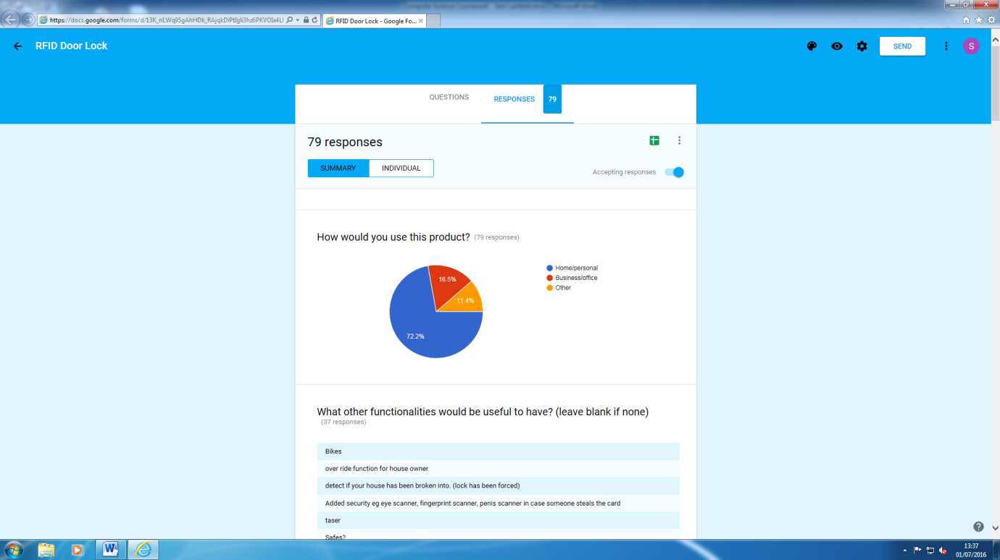 https://docs.google.com/forms/d/13K_nLWq95gAhHDk_RAjqkDiPtIgli3hz6PKVOIa4Ll
RFID Door Lock - Google Fo...
RFID Door Lock
SEND
S
QUESTIONS
RESPONSES
79
79 responses
SUMMARY
INDIVIDUAL
Accepting responses
How would you use this product? (79 responses)
Home/personal
Business/office
Other
16.5%
11.4%
72.2%
What other functionalities would be useful to have? (leave blank if none)
(37 responses)
Bikes
over ride function for house owner
detect if your house has been broken into. (lock has been forced)
Added security eg eye scanner, fingerprint scanner, penis scanner in case someone steals the card
taser
Safes?
13:37
01/07/2016